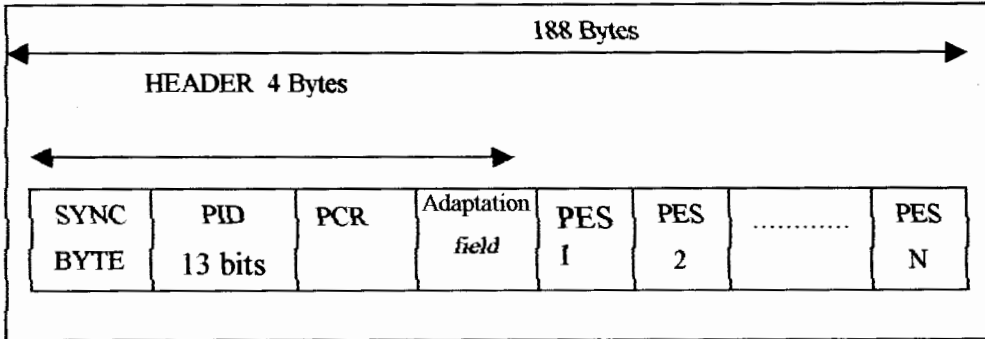 188 Bytes
HEADER 4 Bytes
SYNC BYTE
PID 13 bits
PCR
Adaptation field
PES 1
PES 2
............
PES N